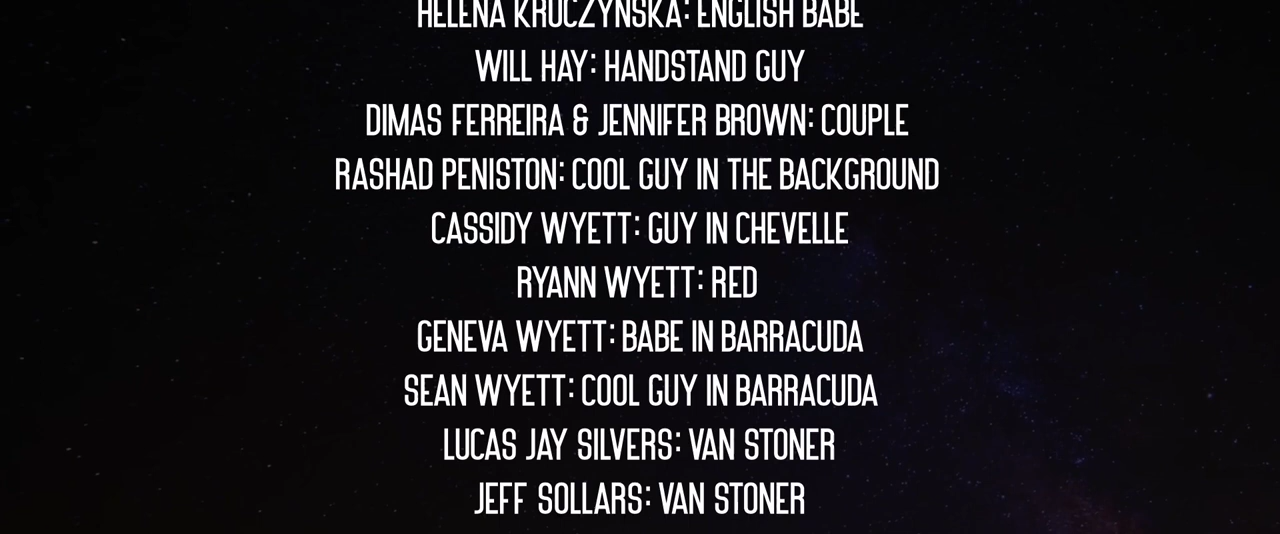 HELENA KRUCZYNSKA: ENGLISH BABE
WILL HAY: HANDSTAND GUY
DIMAS FERREIRA & JENNIFER BROWN: COUPLE
RASHAD PENISTON: COOL GUY IN THE BACKGROUND
CASSIDY WYETT: GUY IN CHEVELLE
RYANN WYETT: RED
GENEVA WYETT: BABE IN BARRACUDA
SEAN WYETT: COOL GUY IN BARRACUDA
LUCAS JAY SILVERS: VAN STONER
JEFF SOLLARS: VAN STONER